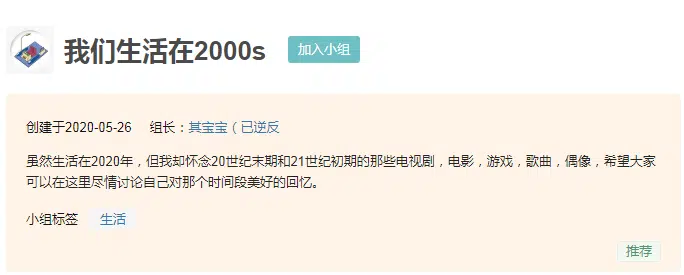 我们生活在2000s 加入小组
创建于2020-05-26 组长：其宝宝（已逆反
虽然生活在2020年，但我却怀念20世纪末期和21世纪初期的那些电视剧，电影，游戏，歌曲，偶像，希望大家
可以在这里尽情讨论自己对那个时间段美好的回忆。
小组标签 生活
推荐